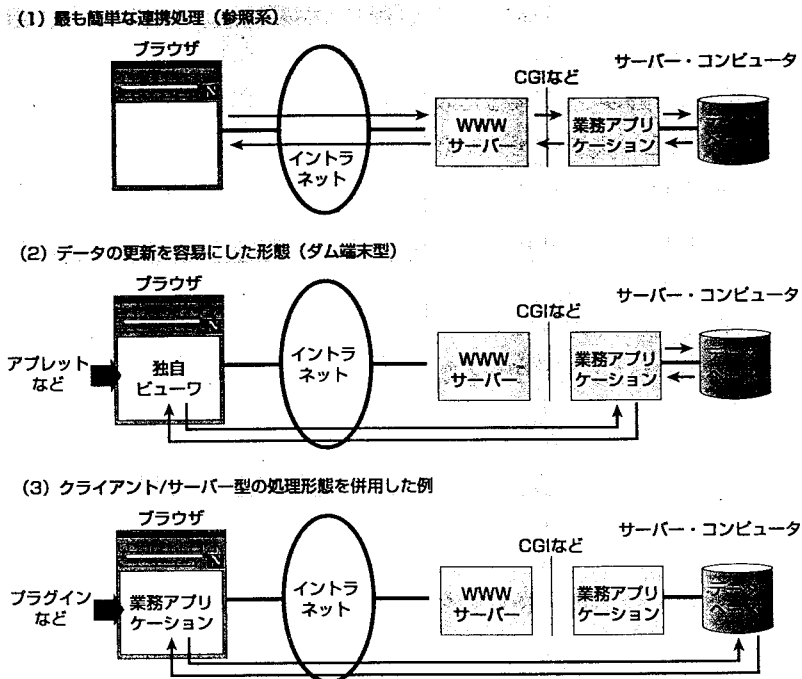 (1) 最も簡単な連携処理（参照系）
ブラウザ
N
イントラ
ネット
WWW
サーバー
CGIなど
業務アプリ
ケーション
サーバー・コンピュータ
(2) データの更新を容易にした形態（ダム端末型）
ブラウザ
N
アプレット
など
独自
ビューワ
イントラ
ネット
WWW
サーバー
CGIなど
業務アプリ
ケーション
サーバー・コンピュータ
(3) クライアント/サーバー型の処理形態を併用した例
ブラウザ
N
プラグイン
など
業務アプリ
ケーション
イントラ
ネット
WWW
サーバー
CGIなど
業務アプリ
ケーション
サーバー・コンピュータ